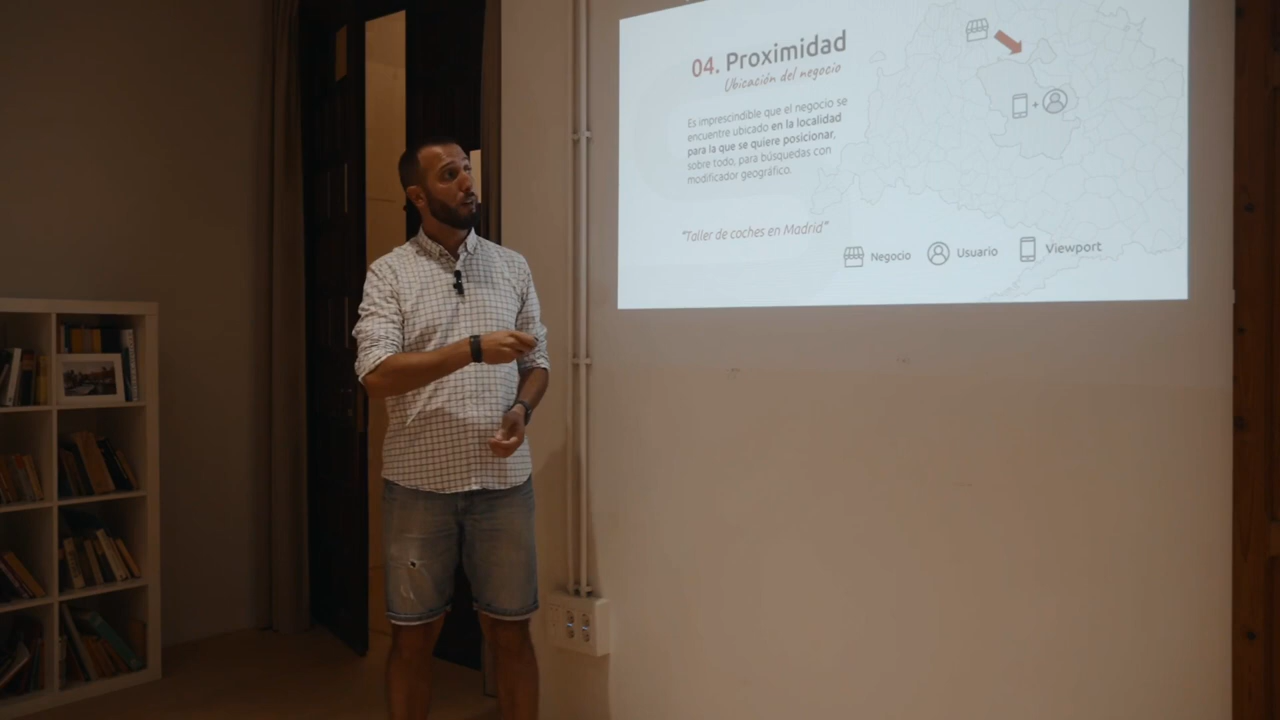 04. Proximidad
Ubicación del negocio
Es imprescindible que el negocio se
encuentre ubicado en la localidad
para la que se quiere posicionar,
sobre todo, para búsquedas con
modificador geográfico.
"Taller de coches en Madrid"
Negocio
Usuario
Viewport